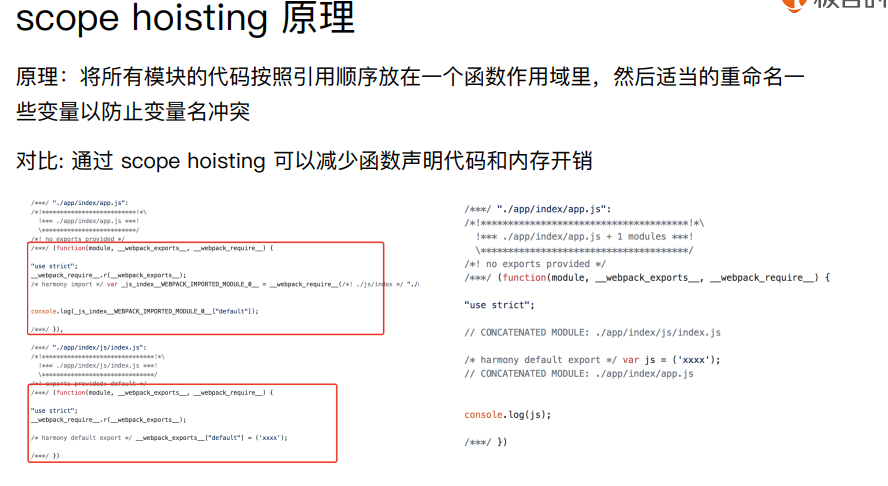 scope hoisting 原理
原理：将所有模块的代码按照引用顺序放在一个函数作用域里，然后适当的重命名一
些变量以防止变量名冲突
对比: 通过 scope hoisting 可以减少函数声明代码和内存开销
/***/ "./app/index/app.js":
/*!**************************!*\
!*** ./app/index/app.js ***!
\**************************/
/*! no exports provided */
/***/ (function(module, __webpack_exports__, __webpack_require__) {
"use strict";
__webpack_require__.r(__webpack_exports__);
/* harmony import */ var _js_index__WEBPACK_IMPORTED_MODULE_0__ = __webpack_require__(/*! ./js/index */ "./
console.log(_js_index__WEBPACK_IMPORTED_MODULE_0__["default"]);
/***/ }),
/***/ "./app/index/js/index.js":
/*!*******************************!*\
!*** ./app/index/js/index.js ***!
\*******************************/
/*! exports provided: default */
/***/ (function(module, __webpack_exports__, __webpack_require__) {
"use strict";
__webpack_require__.r(__webpack_exports__);
/* harmony default export */ __webpack_exports__["default"] = ('xxxx');
/***/ })
/***/ "./app/index/app.js":
/*!**************************************!*\
!*** ./app/index/app.js + 1 modules ***!
\**************************************/
/*! no exports provided */
/***/ (function(module, __webpack_exports__, __webpack_require__) {
"use strict";
// CONCATENATED MODULE: ./app/index/js/index.js
/* harmony default export */ var js = ('xxxx');
// CONCATENATED MODULE: ./app/index/app.js
console.log(js);
/***/ })